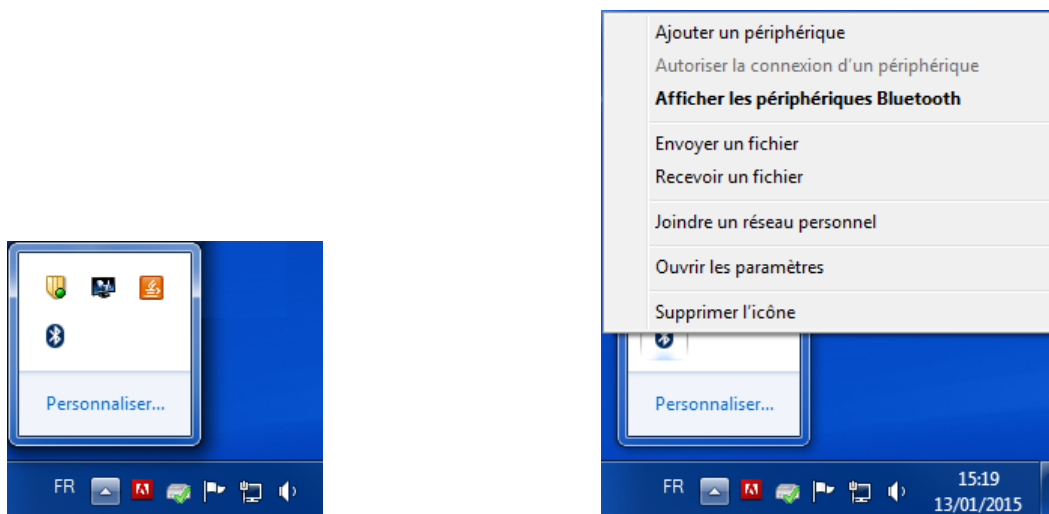 Personnaliser...
FR
Ajouter un périphérique
Autoriser la connexion d'un périphérique
Afficher les périphériques Bluetooth
Envoyer un fichier
Recevoir un fichier
Joindre un réseau personnel
Ouvrir les paramètres
Supprimer l'icône
Personnaliser...
FR
15:19
13/01/2015